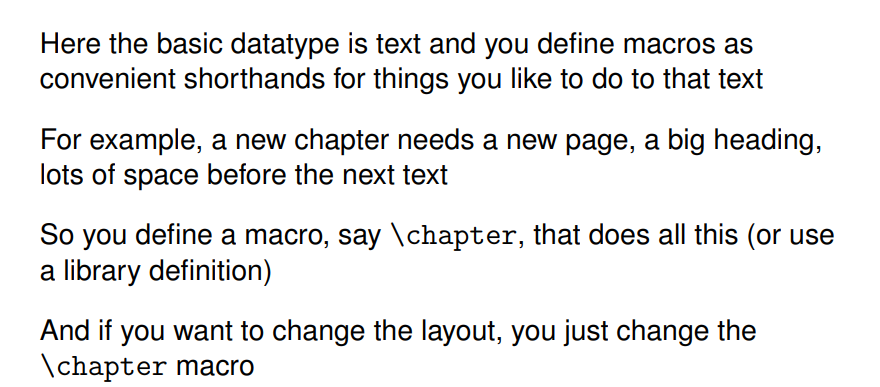 Here the basic datatype is text and you define macros as
convenient shorthands for things you like to do to that text
For example, a new chapter needs a new page, a big heading,
lots of space before the next text
So you define a macro, say \chapter, that does all this (or use
a library definition)
And if you want to change the layout, you just change the
\chapter macro